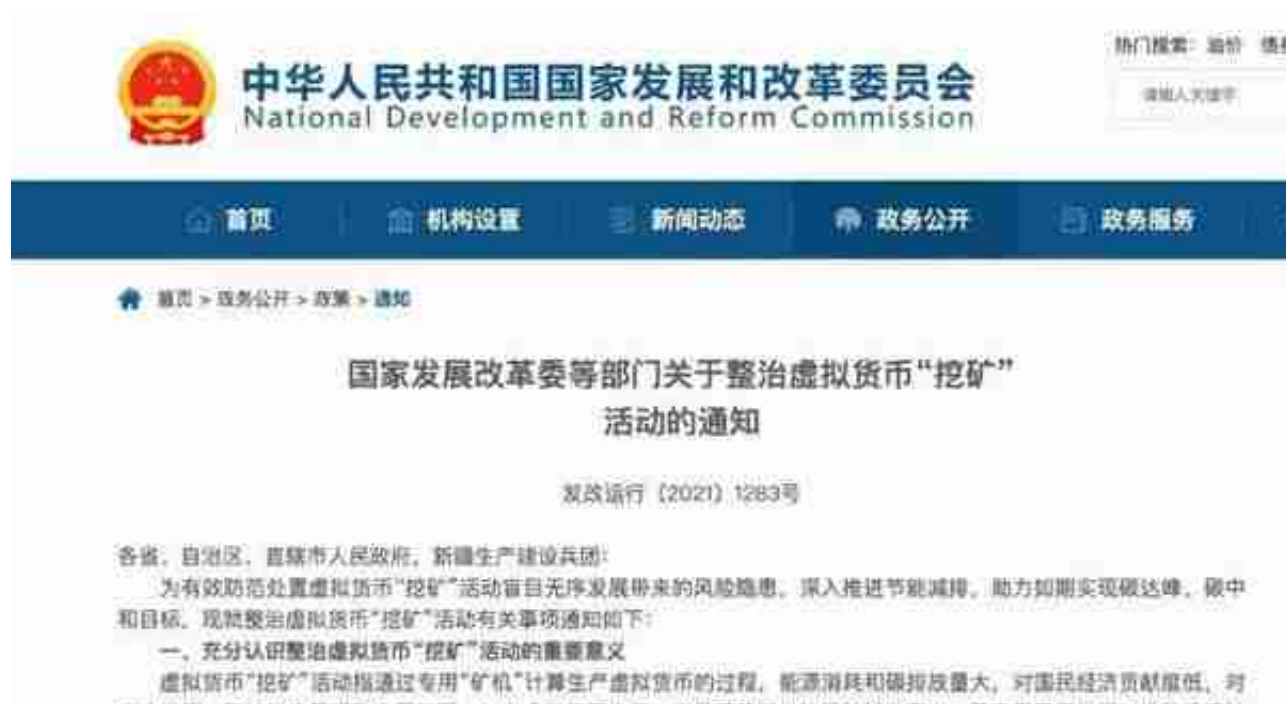 热门搜索: 油价
中华人民共和国国家发展和改革委员会
National Development and Reform Commission
请输入关键字
首页 机构设置 新闻动态 政务公开 政务服务
首页 > 政务公开 > 政策 > 通知
国家发展改革委等部门关于整治虚拟货币“挖矿”
活动的通知
发改运行〔2021〕1283号
各省、自治区、直辖市人民政府，新疆生产建设兵团：
为有效防范处置虚拟货币“挖矿”活动盲目无序发展带来的风险隐患，深入推进节能减排，助力如期实现碳达峰、碳中
和目标，现就整治虚拟货币“挖矿”活动有关事项通知如下：
一、充分认识整治虚拟货币“挖矿”活动的重要意义
虚拟货币“挖矿”活动指通过专用“矿机”计算生产虚拟货币的过程，能源消耗和碳排放量大，对国民经济贡献度低，对